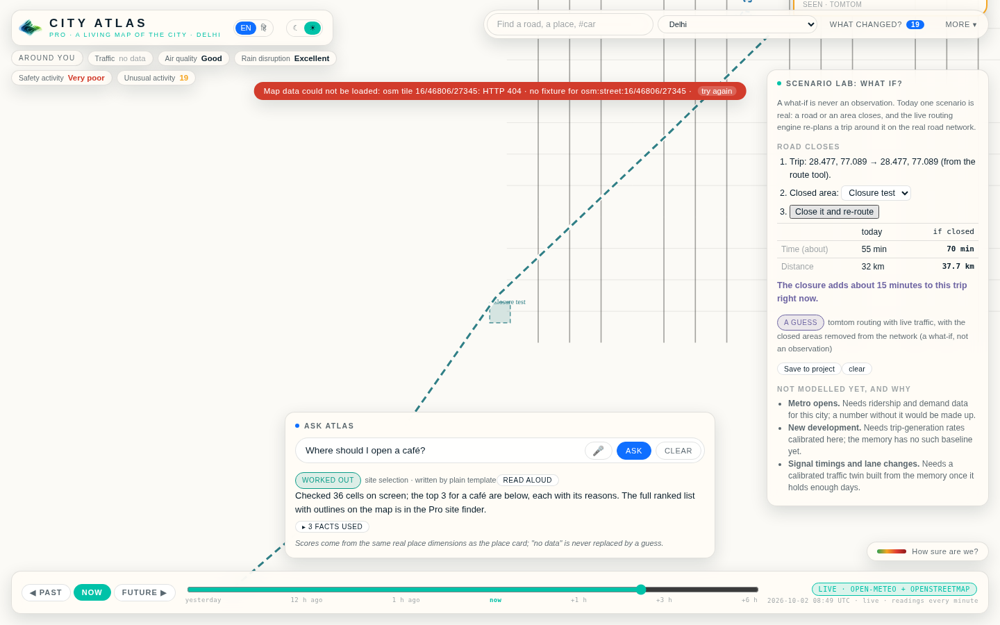 SEEN · TOMTOM
CITY ATLAS
PRO · A LIVING MAP OF THE CITY · DELHI
EN हि
Find a road, a place, #car
Delhi
WHAT CHANGED? 19
MORE ▾
AROUND YOU
Traffic no data
Air quality Good
Rain disruption Excellent
Safety activity Very poor
Unusual activity 19
Map data could not be loaded: osm tile 16/46806/27345: HTTP 404 · no fixture for osm:street:16/46806/27345 · try again
SCENARIO LAB: WHAT IF?
A what-if is never an observation. Today one scenario is
real: a road or an area closes, and the live routing
engine re-plans a trip around it on the real road network.
ROAD CLOSES
1. Trip: 28.477, 77.089 → 28.477, 77.089 (from the
route tool).
2. Closed area: Closure test
3. Close it and re-route
today if closed
Time (about) 55 min 70 min
Distance 32 km 37.7 km
The closure adds about 15 minutes to this trip
right now.
A GUESS tomtom routing with live traffic, with the
closed areas removed from the network (a what-if, not
an observation)
Save to project clear
NOT MODELLED YET, AND WHY
• Metro opens. Needs ridership and demand data
for this city; a number without it would be made up.
• New development. Needs trip-generation rates
calibrated here; the memory has no such baseline
yet.
• Signal timings and lane changes. Needs a
calibrated traffic twin built from the memory once it
holds enough days.
Closure test
ASK ATLAS
Where should I open a café?
ASK CLEAR
WORKED OUT site selection · written by plain template READ ALOUD
Checked 36 cells on screen; the top 3 for a café are below, each with its reasons. The full ranked list
with outlines on the map is in the Pro site finder.
▸ 3 FACTS USED
Scores come from the same real place dimensions as the place card; "no data" is never replaced by a guess.
How sure are we?
◀ PAST NOW FUTURE ▶
yesterday 12 h ago 1 h ago now +1 h +3 h +6 h
LIVE · OPEN-METEO + OPENSTREETMAP
2026-10-02 08:49 UTC · live · readings every minute